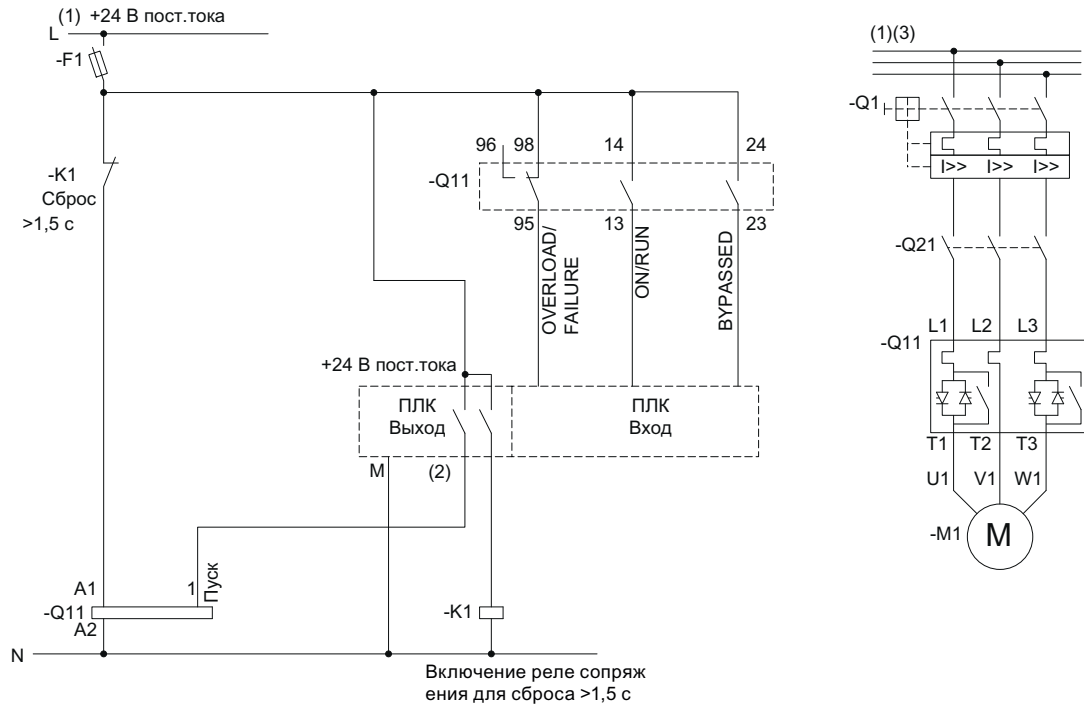 (1) +24 В пост.тока
L
-F1
-K1
Сброс
>1,5 с
96 98 14 24
-Q11
95 13 23
OVERLOAD/
FAILURE
ON/RUN
BYPASSED
+24 В пост.тока
ПЛК
Выход
ПЛК
Вход
M (2)
A1 1
Пуск
-Q11
A2
-K1
N
Включение реле сопряж
ения для сброса >1,5 с
(1)(3)
-Q1
I>> I>> I>>
-Q21
L1 L2 L3
-Q11
T1 T2 T3
U1 V1 W1
-M1 M